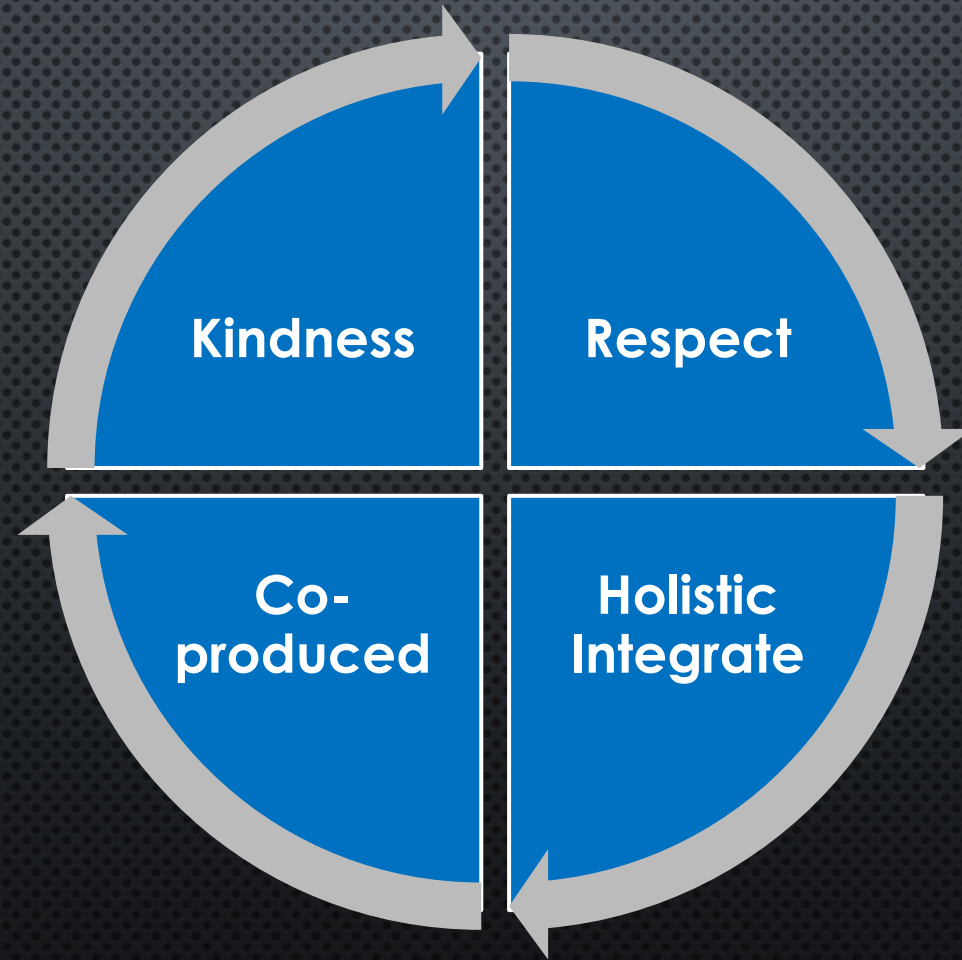 Kindness
Respect
Co-
produced
Holistic
Integrate